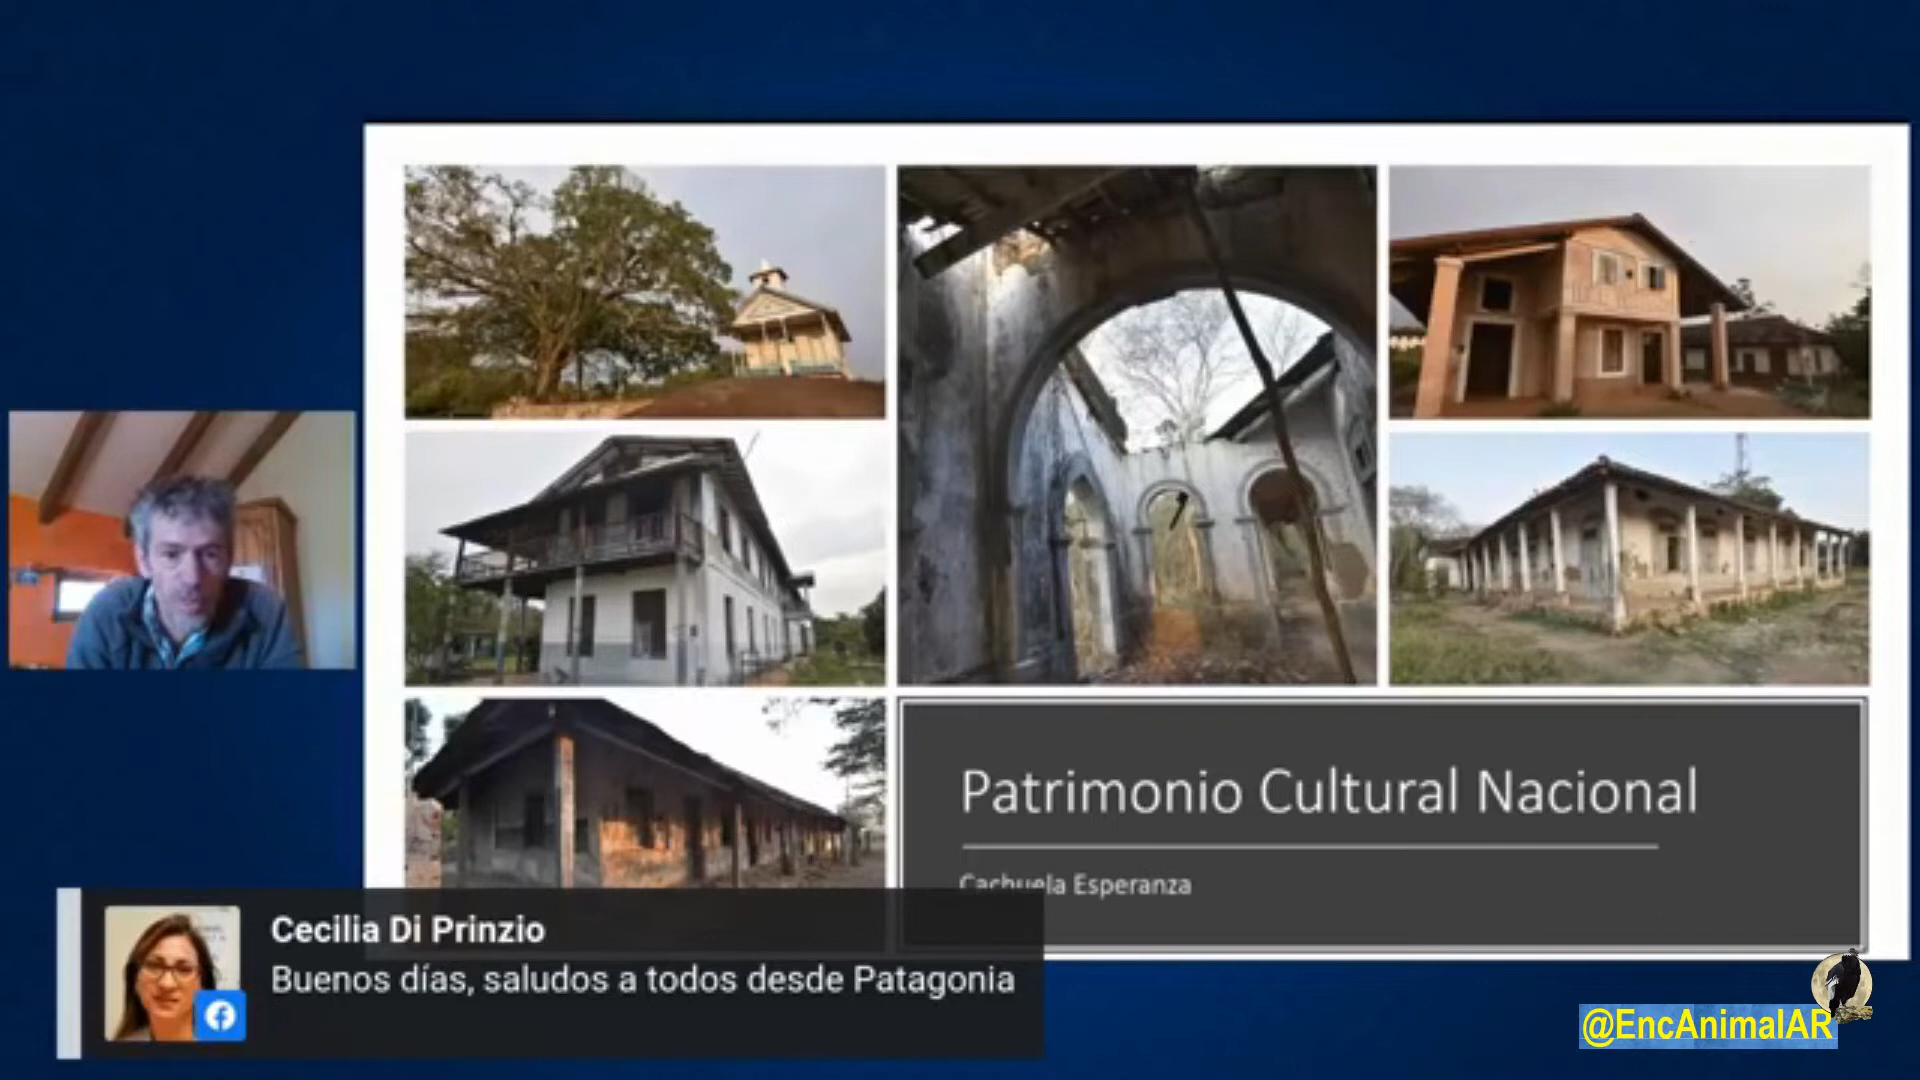 Patrimonio Cultural Nacional
Cachuela Esperanza
Cecilia Di Prinzio
Buenos días, saludos a todos desde Patagonia
@EncAnimalAR